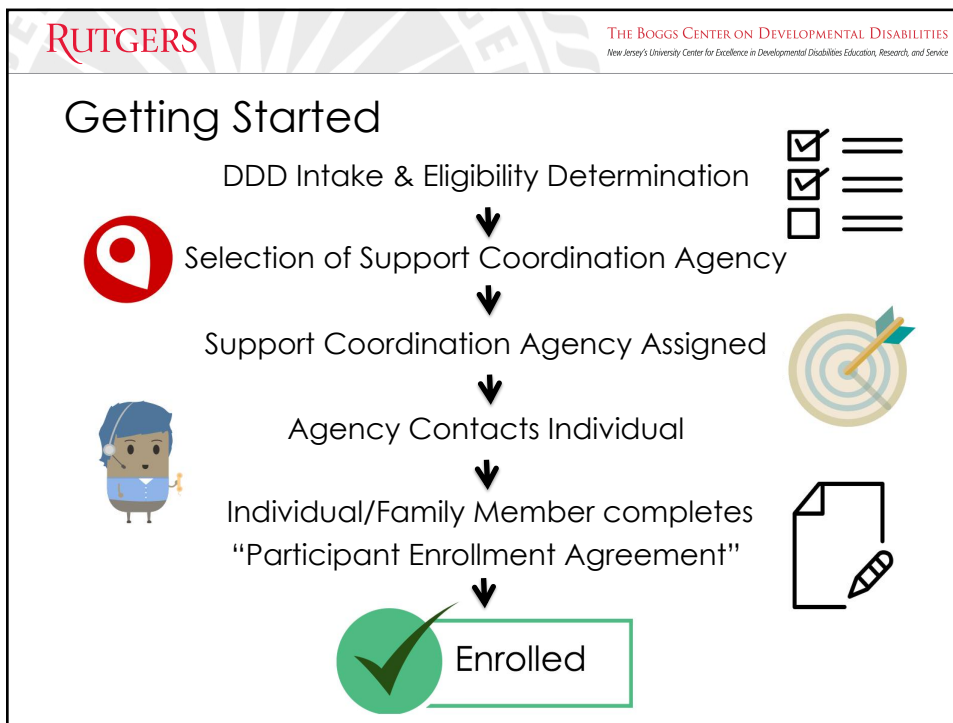 RUTGERS
THE BOGGS CENTER ON DEVELOPMENTAL DISABILITIES
New Jersey's University Center for Excellence in Developmental Disabilities Education, Research, and Service
Getting Started
DDD Intake & Eligibility Determination
Selection of Support Coordination Agency
Support Coordination Agency Assigned
Agency Contacts Individual
Individual/Family Member completes
“Participant Enrollment Agreement”
Enrolled